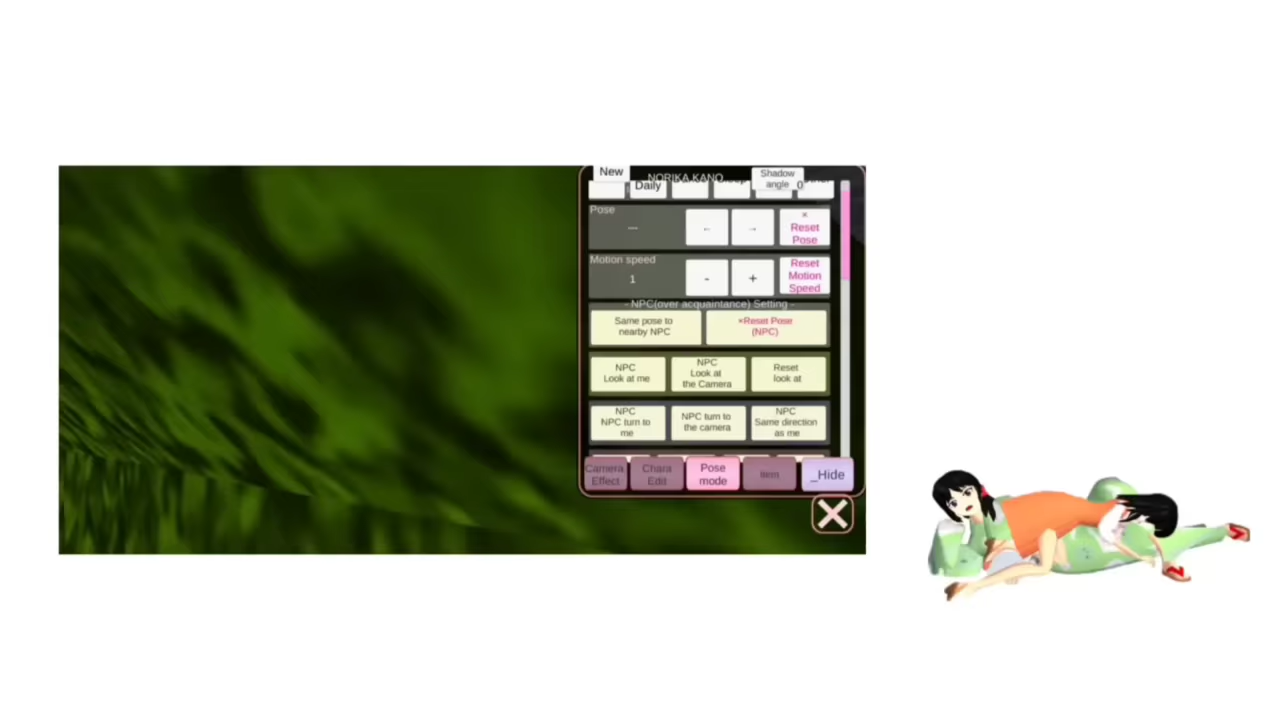 New
NORIKA KANO
Shadow
angle 0
Daily
Pose
---
←
→
×
Reset
Pose
Motion speed
1
-
+
Reset
Motion
Speed
- NPC(over acquaintance) Setting -
Same pose to
nearby NPC
×Reset Pose
(NPC)
NPC
Look at me
NPC
Look at
the Camera
Reset
look at
NPC
NPC turn to
me
NPC turn to
the camera
NPC
Same direction
as me
Camera
Effect
Chara
Edit
Pose
mode
Item
_Hide